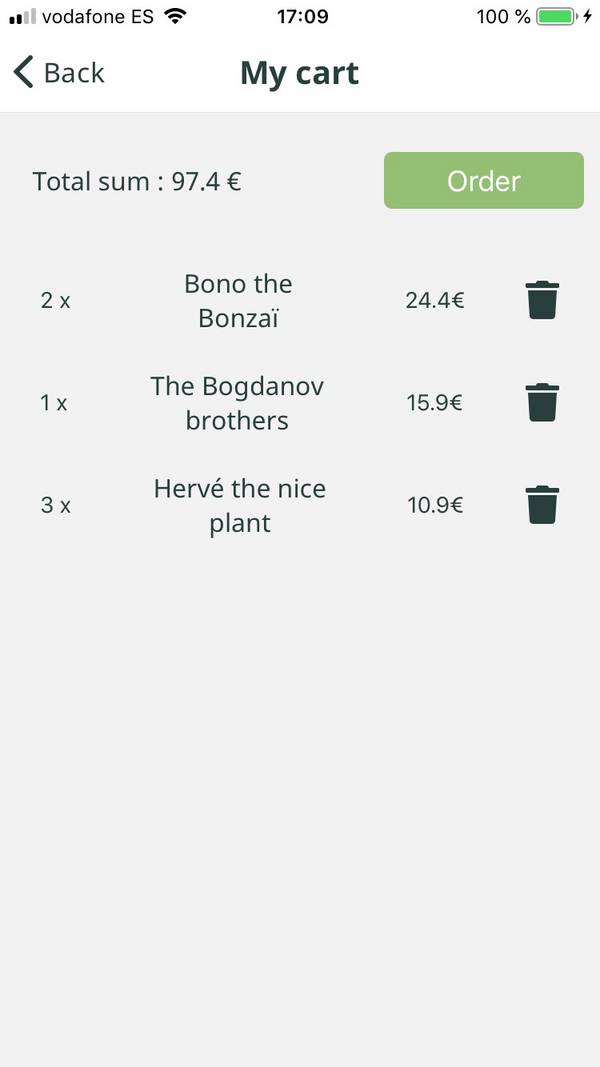 vodafone ES 17:09 100 %
Back My cart
Total sum : 97.4 € Order
2 x Bono the Bonzaï 24.4€
1 x The Bogdanov brothers 15.9€
3 x Hervé the nice plant 10.9€